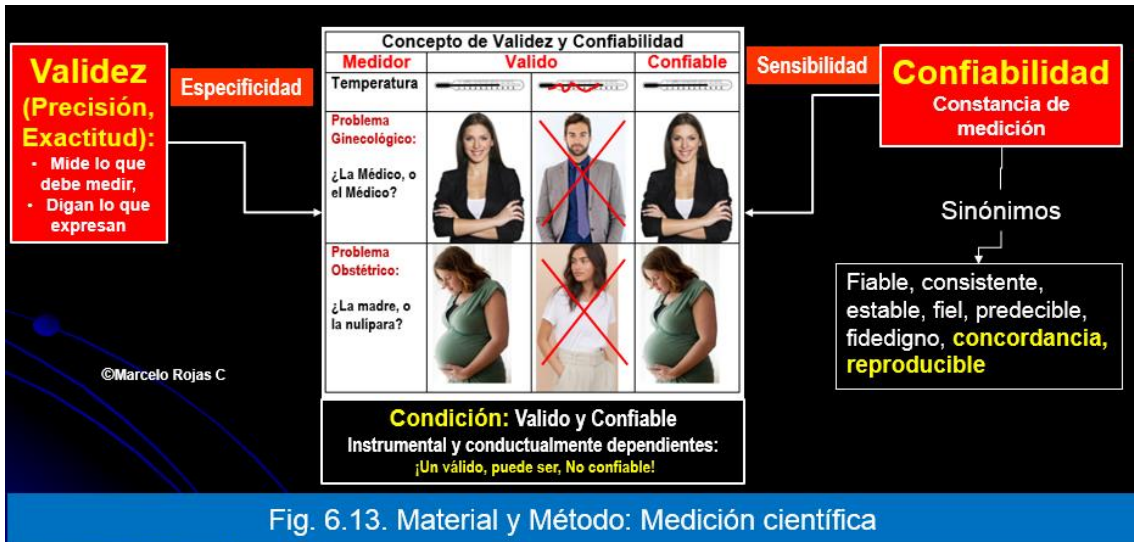 Validez
(Precisión,
Exactitud):
• Mide lo que
debe medir,
• Digan lo que
expresan
Especificidad
Concepto de Validez y Confiabilidad
Medidor Valido Confiable
Temperatura
Problema
Ginecológico:
¿La Médico, o
el Médico?
Problema
Obstétrico:
¿La madre, o
la nulípara?
Sensibilidad
Confiabilidad
Constancia de
medición
Sinónimos
Fiable, consistente,
estable, fiel, predecible,
fidedigno, concordancia,
reproducible
©Marcelo Rojas C
Condición: Valido y Confiable
Instrumental y conductualmente dependientes:
¡Un válido, puede ser, No confiable!
Fig. 6.13. Material y Método: Medición científica